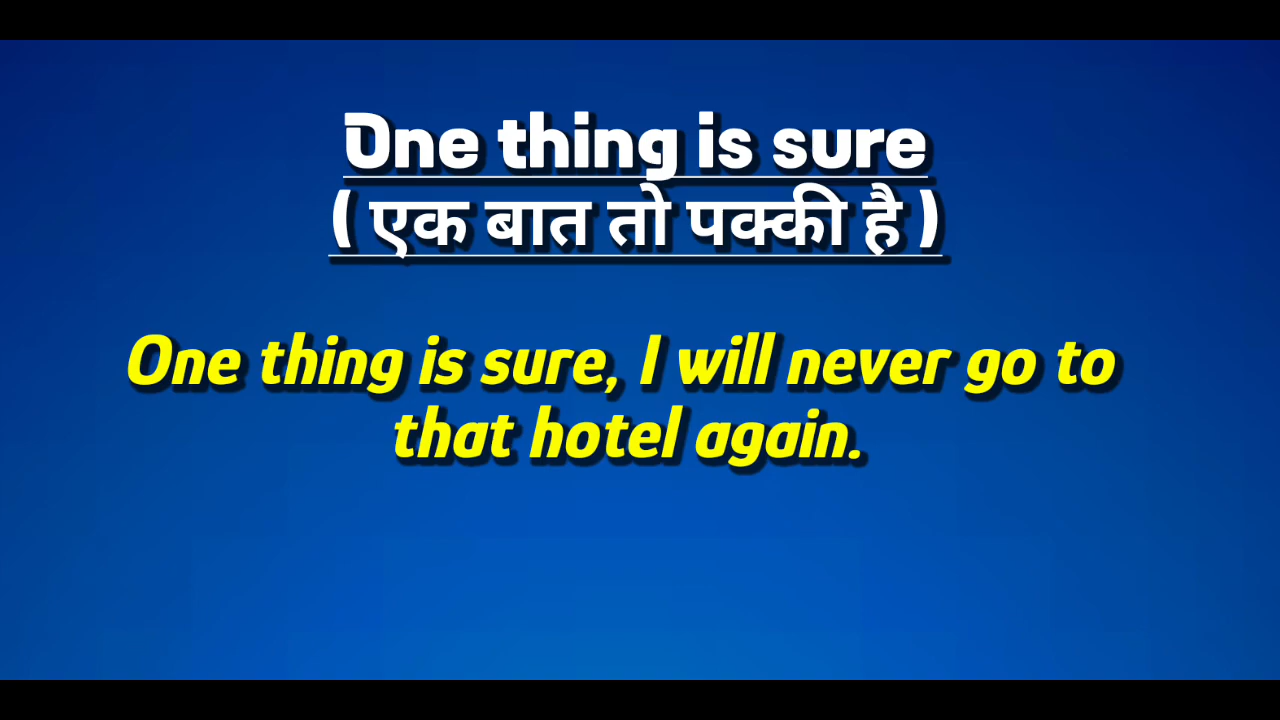 One thing is sure
( एक बात तो पक्की है )
One thing is sure, I will never go to
that hotel again.